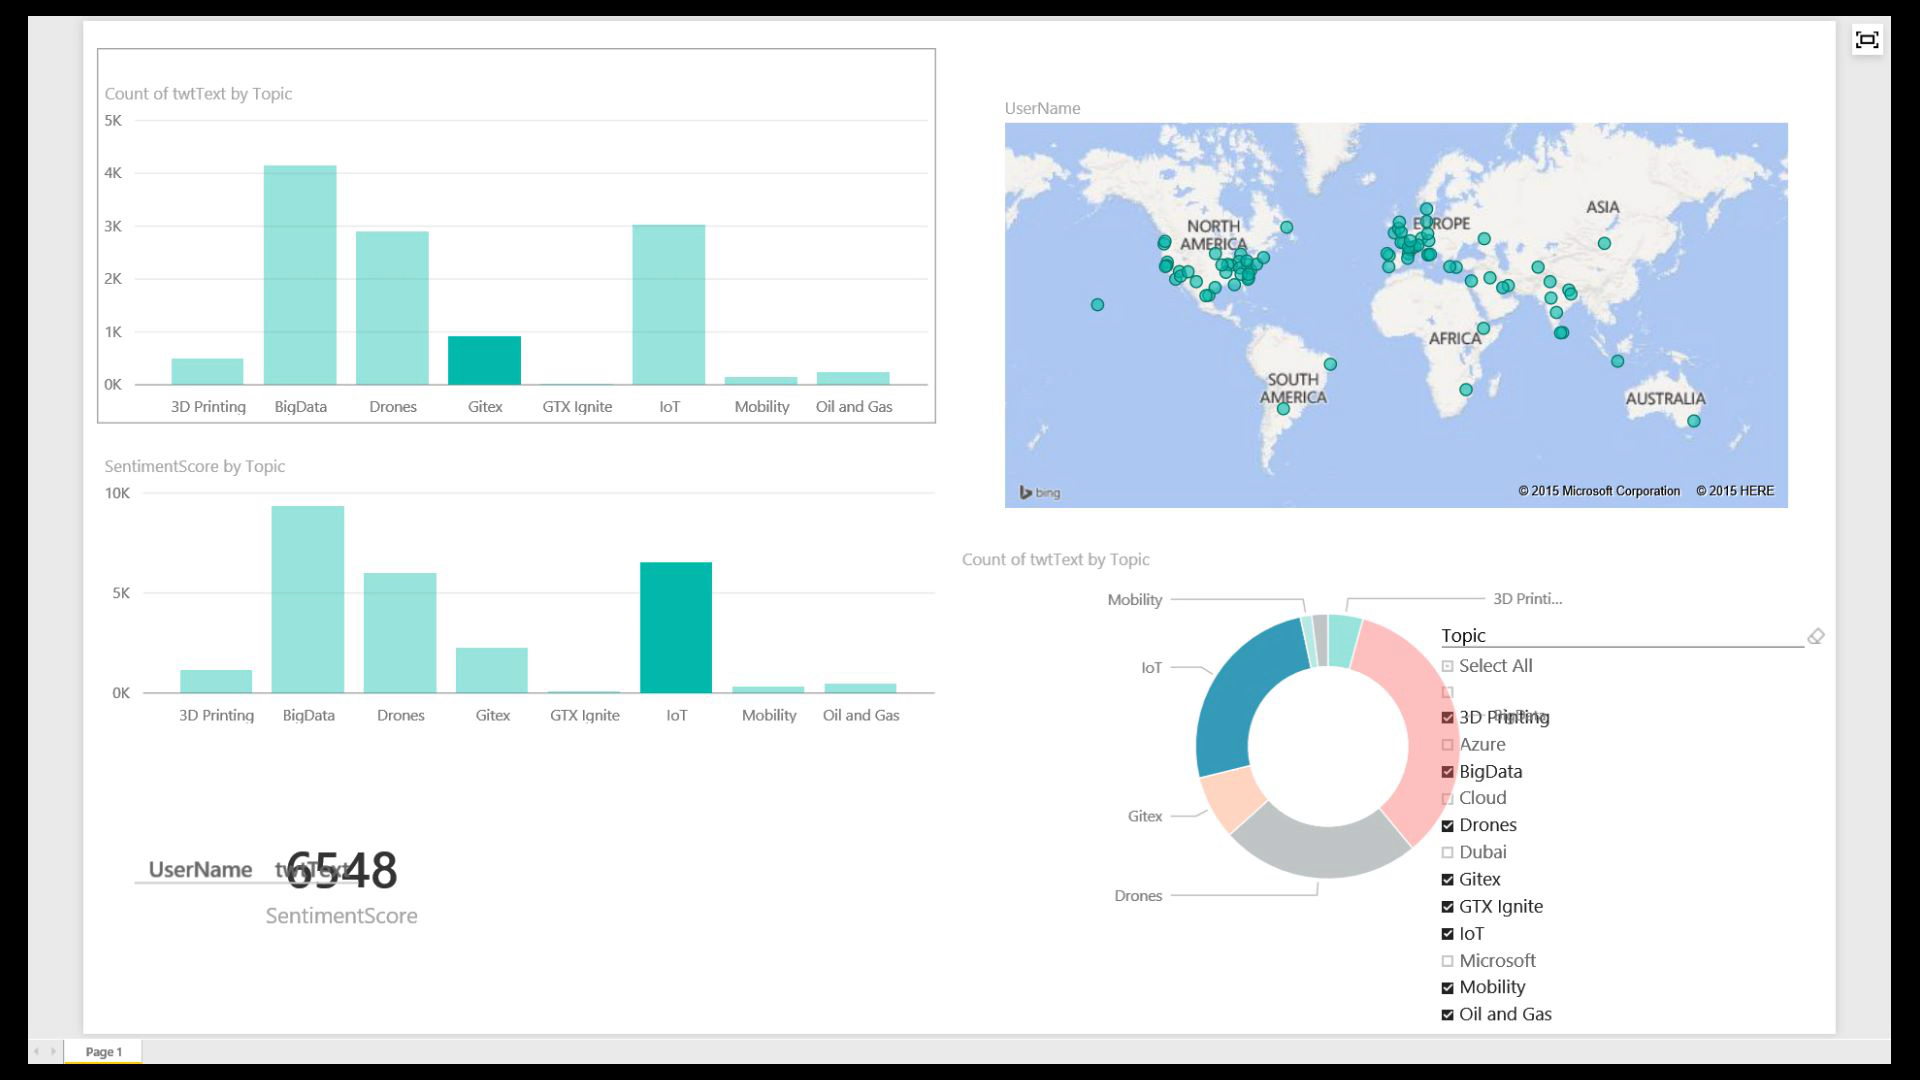 Count of twtText by Topic
5K
4K
3K
2K
1K
0K
3D Printing BigData Drones Gitex GTX Ignite IoT Mobility Oil and Gas
SentimentScore by Topic
10K
5K
0K
3D Printing BigData Drones Gitex GTX Ignite IoT Mobility Oil and Gas
UserName twtText
6548
SentimentScore
UserName
NORTH
AMERICA
EUROPE
ASIA
AFRICA
SOUTH
AMERICA
AUSTRALIA
bing
© 2015 Microsoft Corporation © 2015 HERE
Count of twtText by Topic
Mobility
3D Printi...
IoT
BigData
Gitex
Drones
Topic
Select All
3D Printing
Azure
BigData
Cloud
Drones
Dubai
Gitex
GTX Ignite
IoT
Microsoft
Mobility
Oil and Gas
Page 1